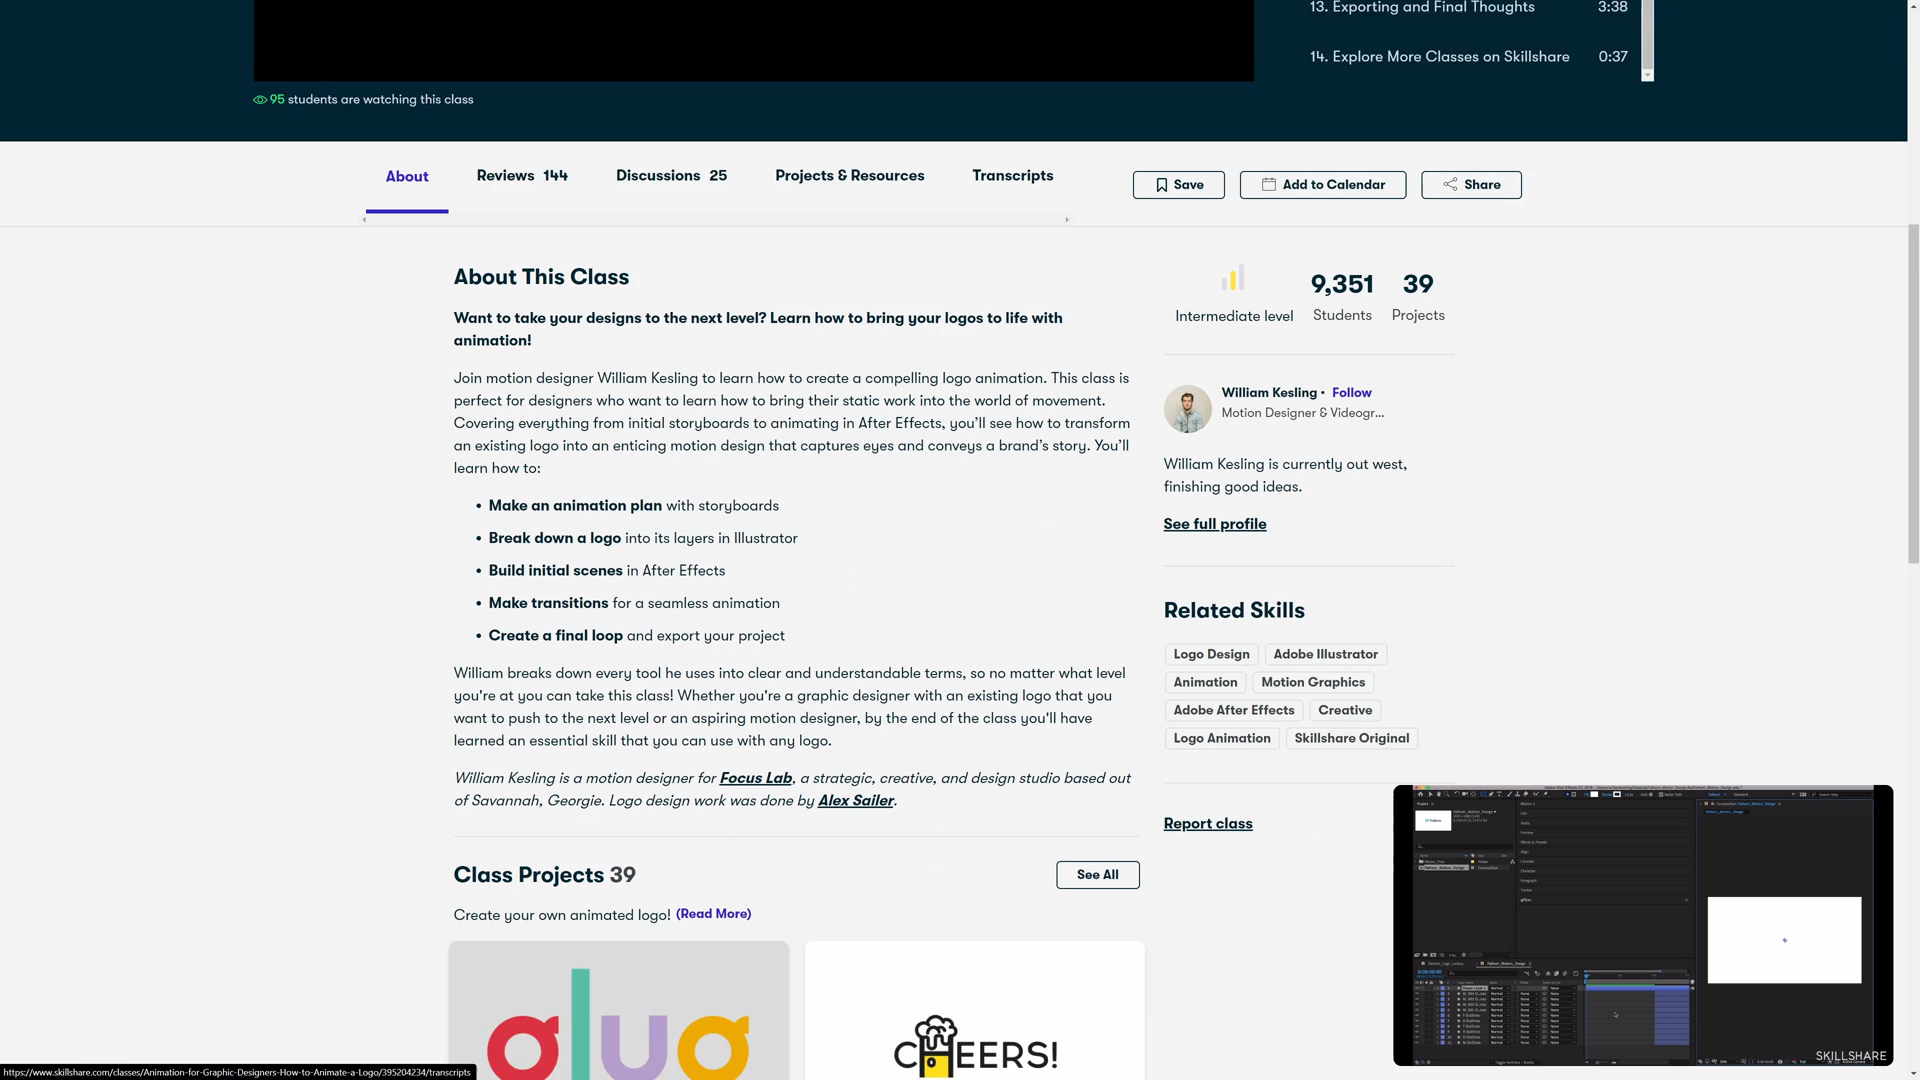 13. Exporting and Final Thoughts 3:38
14. Explore More Classes on Skillshare 0:37
95 students are watching this class
About Reviews 144 Discussions 25 Projects & Resources Transcripts Save Add to Calendar Share
About This Class
Want to take your designs to the next level? Learn how to bring your logos to life with
animation!
Join motion designer William Kesling to learn how to create a compelling logo animation. This class is
perfect for designers who want to learn how to bring their static work into the world of movement.
Covering everything from initial storyboards to animating in After Effects, you’ll see how to transform
an existing logo into an enticing motion design that captures eyes and conveys a brand’s story. You’ll
learn how to:
• Make an animation plan with storyboards
• Break down a logo into its layers in Illustrator
• Build initial scenes in After Effects
• Make transitions for a seamless animation
• Create a final loop and export your project
William breaks down every tool he uses into clear and understandable terms, so no matter what level
you're at you can take this class! Whether you're a graphic designer with an existing logo that you
want to push to the next level or an aspiring motion designer, by the end of the class you'll have
learned an essential skill that you can use with any logo.
William Kesling is a motion designer for Focus Lab, a strategic, creative, and design studio based out
of Savannah, Georgie. Logo design work was done by Alex Sailer.
Class Projects 39 See All
Create your own animated logo! (Read More)
glug
CHEERS!
9,351 39
Intermediate level Students Projects
William Kesling • Follow
Motion Designer & Videogr...
William Kesling is currently out west,
finishing good ideas.
See full profile
Related Skills
Logo Design Adobe Illustrator
Animation Motion Graphics
Adobe After Effects Creative
Logo Animation Skillshare Original
Report class
SKILLSHARE
https://www.skillshare.com/classes/Animation-for-Graphic-Designers-How-to-Animate-a-Logo/395204234/transcripts